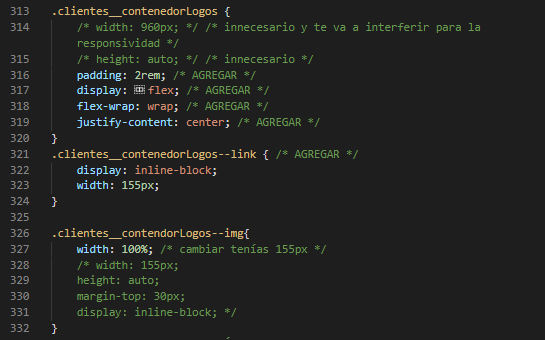 313 .clientes__contenedorLogos {
314 /* width: 960px; */ /* innecesario y te va a interferir para la
responsividad */
315 /* height: auto; */ /* innecesario */
316 padding: 2rem; /* AGREGAR */
317 display: flex; /* AGREGAR */
318 flex-wrap: wrap; /* AGREGAR */
319 justify-content: center; /* AGREGAR */
320 }
321 .clientes__contenedorLogos--link { /* AGREGAR */
322 display: inline-block;
323 width: 155px;
324 }
325
326 .clientes__contendorLogos--img{
327 width: 100%; /* cambiar tenías 155px */
328 /* width: 155px;
329 height: auto;
330 margin-top: 30px;
331 display: inline-block; */
332 }